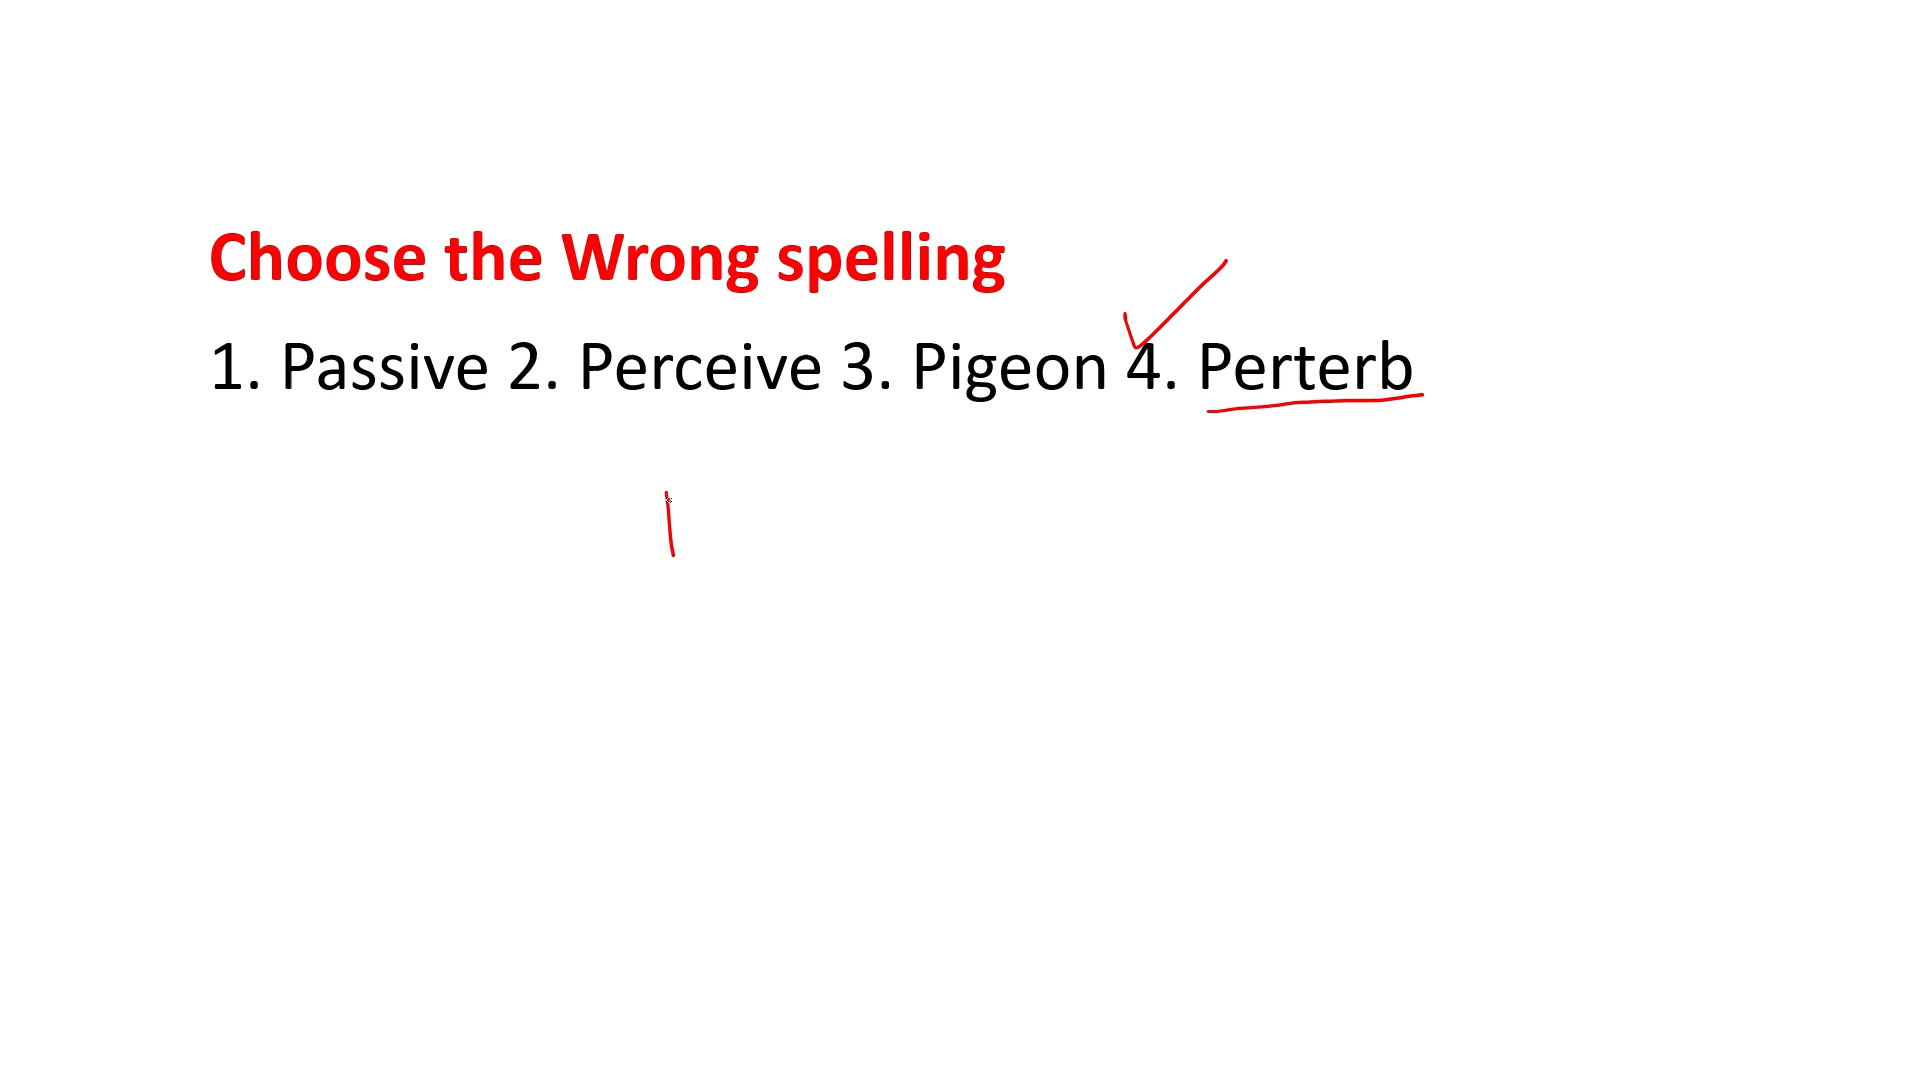 Choose the Wrong spelling
1. Passive 2. Perceive 3. Pigeon 4. Perterb